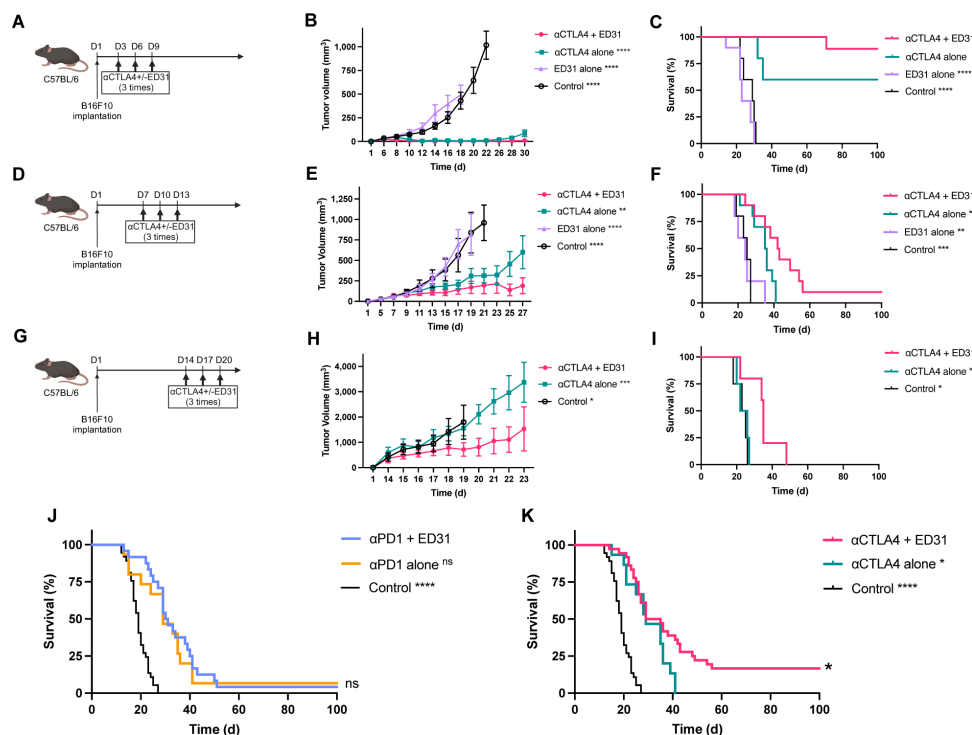 A
D1 D3 D6 D9
C57BL/6
αCTLA4+/-ED31
(3 times)
B16F10
implantation
B
Tumor volume (mm³)
1,000
750
500
250
0
1 6 8 10 12 14 16 18 20 22 24 26 28 30
Time (d)
αCTLA4 + ED31
αCTLA4 alone ****
ED31 alone ****
Control ****
C
Survival (%)
100
75
50
25
0
0 20 40 60 80 100
Time (d)
αCTLA4 + ED31
αCTLA4 alone
ED31 alone ****
Control ****
D
D1 D7 D10 D13
C57BL/6
αCTLA4+/-ED31
(3 times)
B16F10
implantation
E
Tumor Volume (mm³)
1,000
750
500
250
0
1 5 7 9 11 13 15 17 19 21 23 25 27
Time (d)
αCTLA4 + ED31
αCTLA4 alone **
ED31 alone ****
Control ****
F
Survival (%)
100
75
50
25
0
0 20 40 60 80 100
Time (d)
αCTLA4 + ED31
αCTLA4 alone *
ED31 alone **
Control ***
G
D1 D14 D17 D20
C57BL/6
αCTLA4+/-ED31
(3 times)
B16F10
implantation
H
Tumor Volume (mm³)
4,000
3,000
2,000
1,000
0
1 14 15 16 17 18 19 20 21 22 23
Time (d)
αCTLA4 + ED31
αCTLA4 alone ***
Control *
I
Survival (%)
100
75
50
25
0
0 20 40 60 80 100
Time (d)
αCTLA4 + ED31
αCTLA4 alone *
Control *
J
Survival (%)
100
75
50
25
0
0 20 40 60 80 100
Time (d)
αPD1 + ED31
αPD1 alone ns
Control ****
ns
K
Survival (%)
100
75
50
25
0
0 20 40 60 80 100
Time (d)
αCTLA4 + ED31
αCTLA4 alone *
Control ****
*